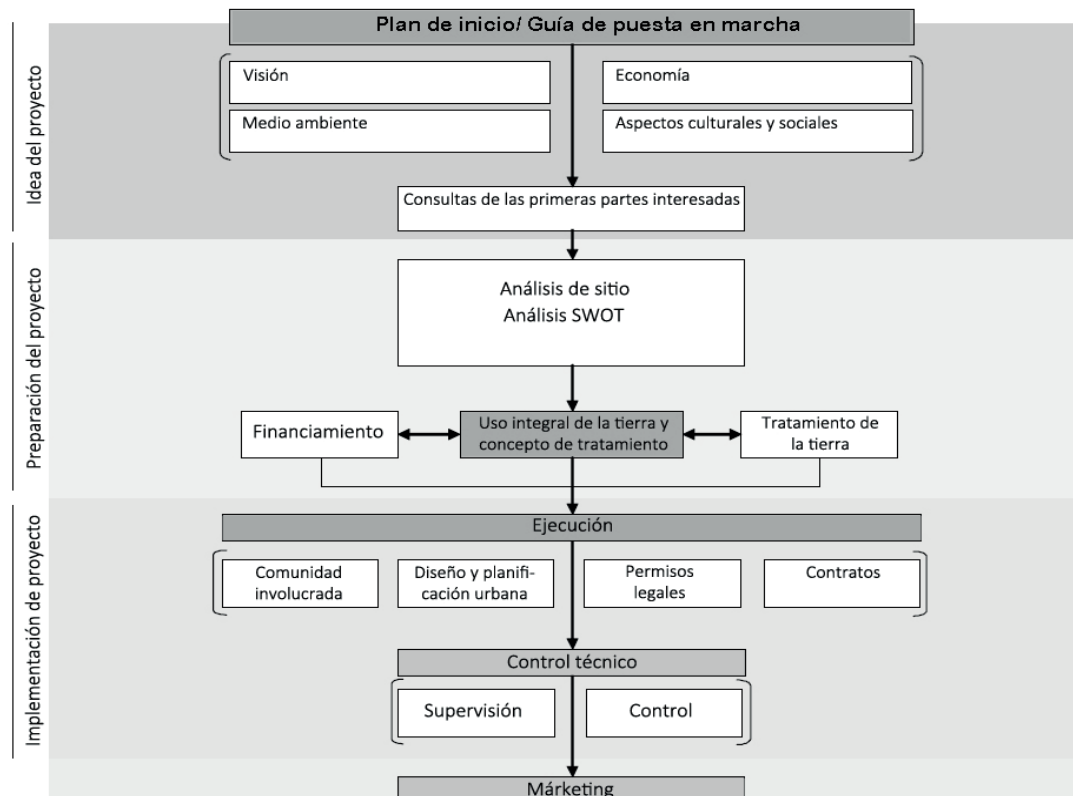 Plan de inicio/ Guía de puesta en marcha
Idea del proyecto
Visión
Economía
Medio ambiente
Aspectos culturales y sociales
Consultas de las primeras partes interesadas
Preparación del proyecto
Análisis de sitio
Análisis SWOT
Financiamiento
Uso integral de la tierra y
concepto de tratamiento
Tratamiento de
la tierra
Implementación de proyecto
Ejecución
Comunidad
involucrada
Diseño y planifi-
cación urbana
Permisos
legales
Contratos
Control técnico
Supervisión
Control
Márketing